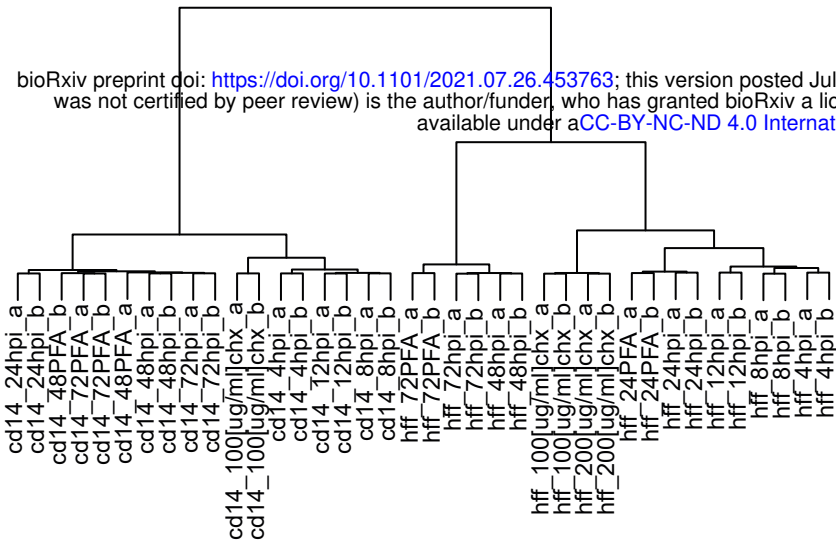 bioRxiv preprint doi: https://doi.org/10.1101/2021.07.26.453763; this version posted Jul
was not certified by peer review) is the author/funder, who has granted bioRxiv a lic
available under aCC-BY-NC-ND 4.0 Internat
cd14_24hpi_a
cd14_24hpi_b
cd14_48PFA_b
cd14_72PFA_a
cd14_72PFA_b
cd14_48PFA_a
cd14_48hpi_a
cd14_48hpi_b
cd14_72hpi_a
cd14_72hpi_b
cd14_100[ug/ml]chx_a
cd14_100[ug/ml]chx_b
cd14_4hpi_a
cd14_4hpi_b
cd14_12hpi_a
cd14_12hpi_b
cd14_8hpi_a
cd14_8hpi_b
hff_72PFA_a
hff_72PFA_b
hff_72hpi_a
hff_72hpi_b
hff_48hpi_a
hff_48hpi_b
hff_100[ug/ml]chx_a
hff_100[ug/ml]chx_b
hff_200[ug/ml]chx_a
hff_200[ug/ml]chx_b
hff_24PFA_a
hff_24PFA_b
hff_24hpi_a
hff_24hpi_b
hff_12hpi_a
hff_12hpi_b
hff_8hpi_a
hff_8hpi_b
hff_4hpi_a
hff_4hpi_b